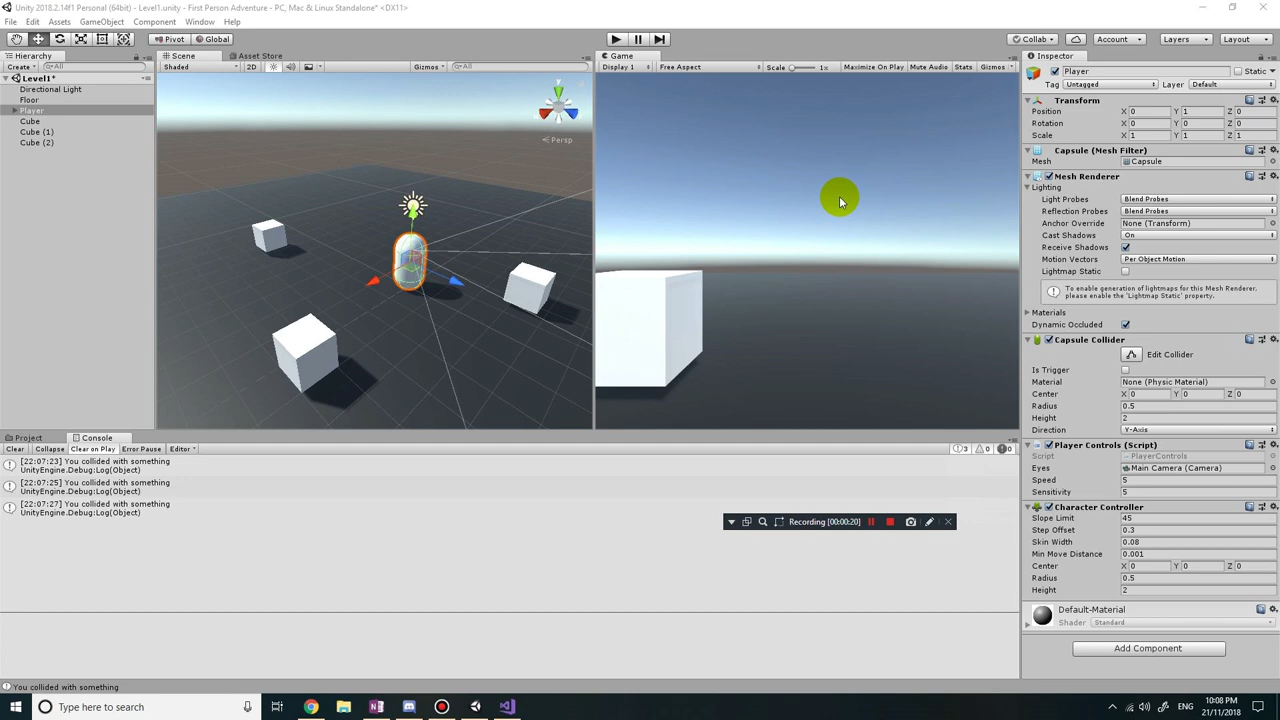 Unity 2018.2.14f1 Personal (64bit) - Level1.unity - First Person Adventure - PC, Mac & Linux Standalone* <DX11>
File Edit Assets GameObject Component Window Help
Pivot Global Collab Account Layers Layout
Hierarchy
Create All
Level1*
Directional Light
Floor
Player
Cube
Cube (1)
Cube (2)
Scene Asset Store
Shaded 2D Gizmos All
y
Persp
Game
Display 1 Free Aspect Scale 1x Maximize On Play Mute Audio Stats Gizmos
Inspector
Player Static
Tag Untagged Layer Default
Transform
Position X 0 Y 1 Z 0
Rotation X 0 Y 0 Z 0
Scale X 1 Y 1 Z 1
Capsule (Mesh Filter)
Mesh Capsule
Mesh Renderer
Lighting
Light Probes Blend Probes
Reflection Probes Blend Probes
Anchor Override None (Transform)
Cast Shadows On
Receive Shadows
Motion Vectors Per Object Motion
Lightmap Static
To enable generation of lightmaps for this Mesh Renderer,
please enable the 'Lightmap Static' property.
Materials
Dynamic Occluded
Capsule Collider
Edit Collider
Is Trigger
Material None (Physic Material)
Center X 0 Y 0 Z 0
Radius 0.5
Height 2
Direction Y-Axis
Player Controls (Script)
Script PlayerControls
Eyes Main Camera (Camera)
Speed 5
Sensitivity 5
Character Controller
Slope Limit 45
Step Offset 0.3
Skin Width 0.08
Min Move Distance 0.001
Center X 0 Y 0 Z 0
Radius 0.5
Height 2
Default-Material
Shader Standard
Add Component
Project Console
Clear Collapse Clear on Play Error Pause Editor 3 0 0
[22:07:23] You collided with something
UnityEngine.Debug:Log(Object)
[22:07:25] You collided with something
UnityEngine.Debug:Log(Object)
[22:07:27] You collided with something
UnityEngine.Debug:Log(Object)
Recording [00:00:20]
You collided with something
Type here to search
ENG
10:08 PM
21/11/2018